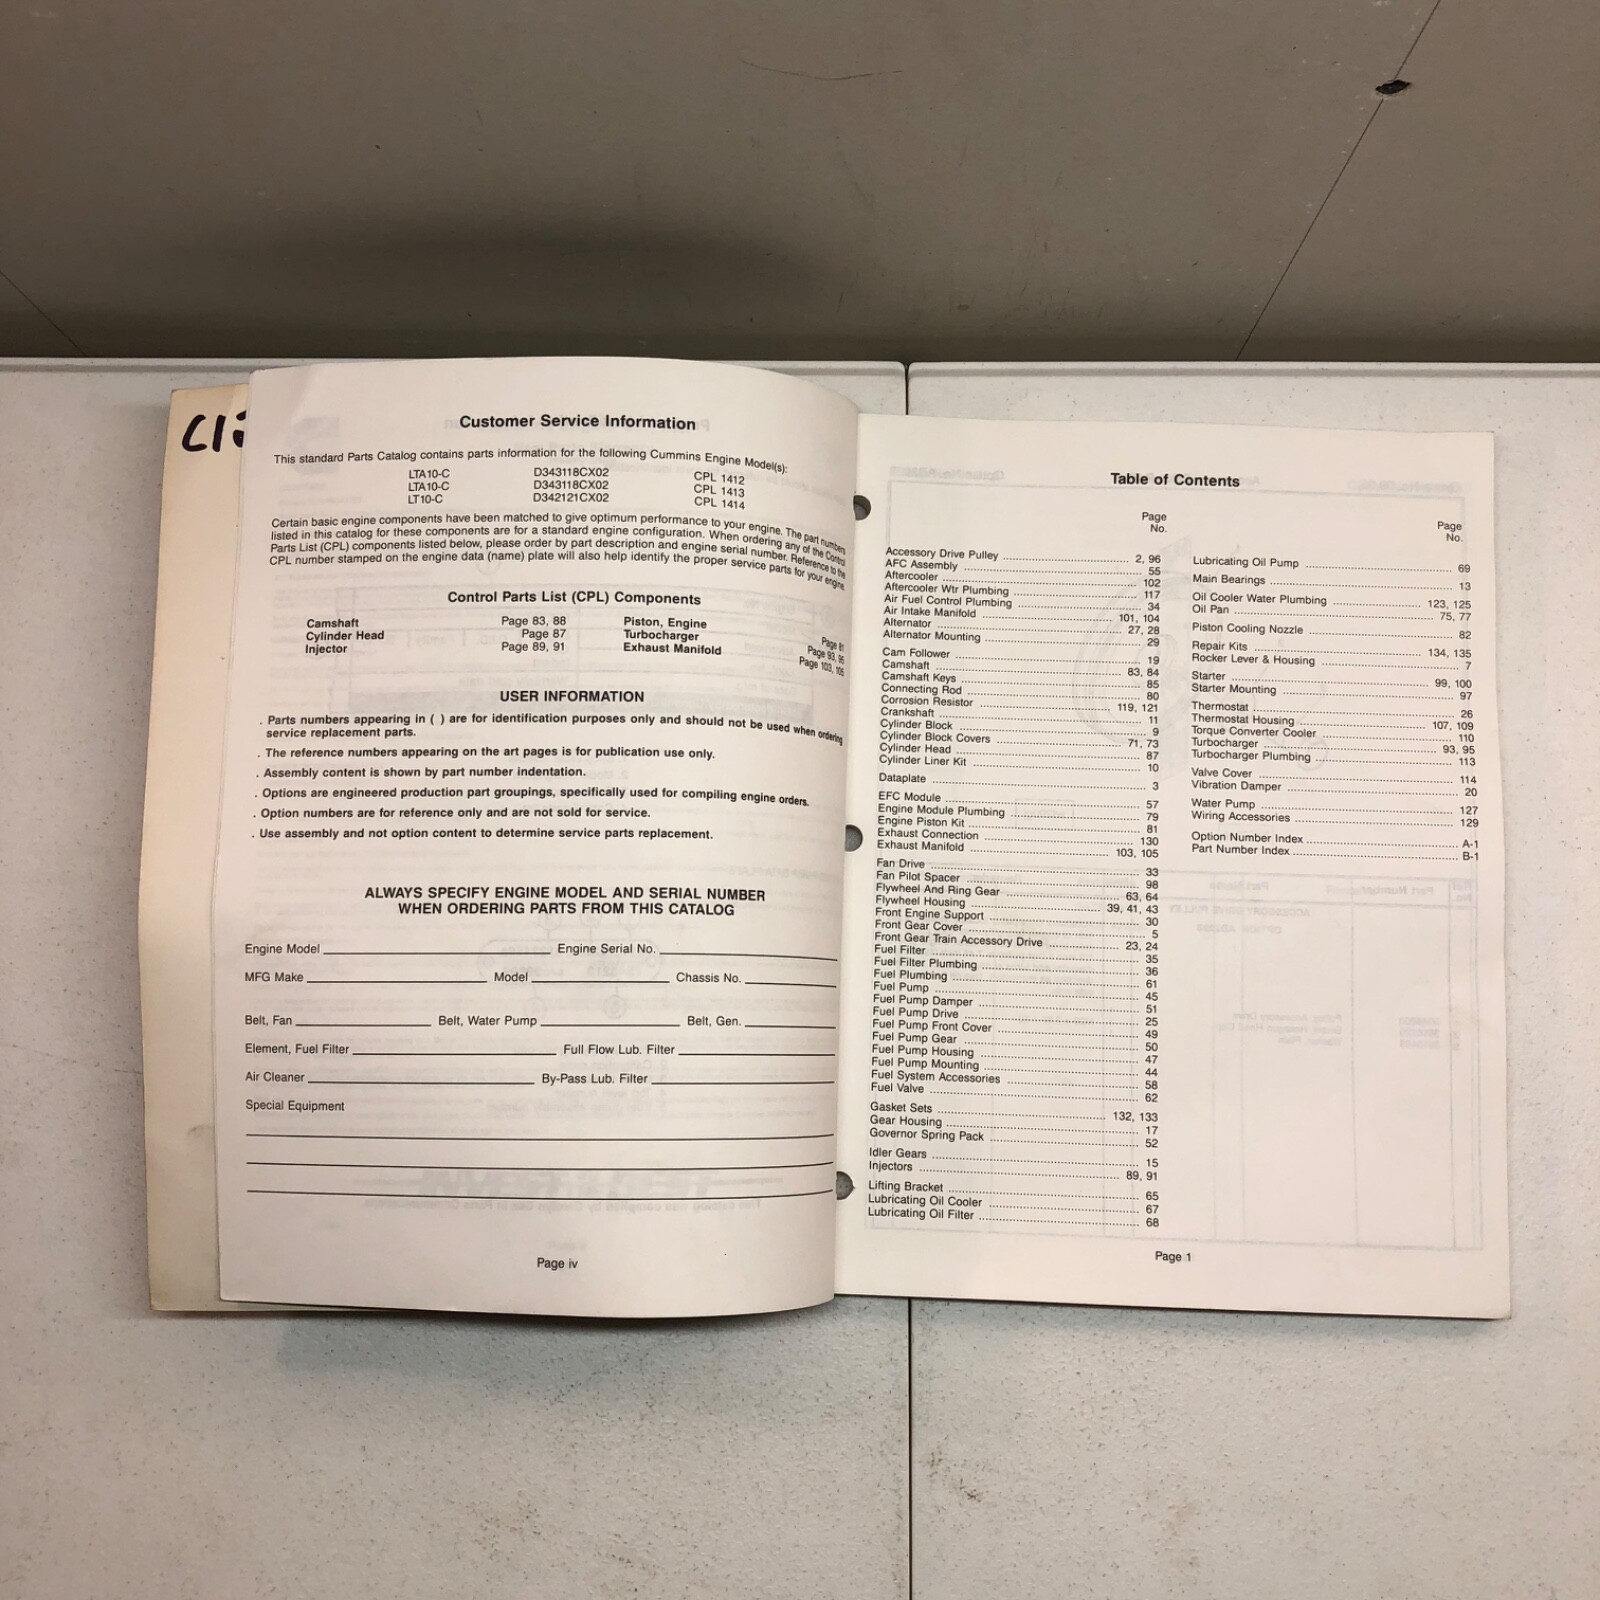 C12
Customer Service Information
This standard Parts Catalog contains parts information for the following Cummins Engine Model(s):
LTA10-C D343118CX02 CPL 1412
LTA10-C D343118CX02 CPL 1413
LT10-C D342121CX02 CPL 1414
Certain basic engine components have been matched to give optimum performance to your engine. The part numbers
listed in this catalog for these components are for a standard engine configuration. When ordering any of the Control
Parts List (CPL) components listed below, please order by part description and engine serial number. Reference to the
CPL number stamped on the engine data (name) plate will also help identify the proper service parts for your engine.
Control Parts List (CPL) Components
Camshaft Page 83, 88 Piston, Engine Page 81
Cylinder Head Page 87 Turbocharger Page 93, 95
Injector Page 89, 91 Exhaust Manifold Page 103, 105
USER INFORMATION
. Parts numbers appearing in ( ) are for identification purposes only and should not be used when ordering
service replacement parts.
. The reference numbers appearing on the art pages is for publication use only.
. Assembly content is shown by part number indentation.
. Options are engineered production part groupings, specifically used for compiling engine orders.
. Option numbers are for reference only and are not sold for service.
. Use assembly and not option content to determine service parts replacement.
ALWAYS SPECIFY ENGINE MODEL AND SERIAL NUMBER
WHEN ORDERING PARTS FROM THIS CATALOG
Engine Model Engine Serial No.
MFG Make Model Chassis No.
Belt, Fan Belt, Water Pump Belt, Gen.
Element, Fuel Filter Full Flow Lub. Filter
Air Cleaner By-Pass Lub. Filter
Special Equipment
Page iv
Table of Contents
Page
No.
Accessory Drive Pulley 2, 96
AFC Assembly 55
Aftercooler 102
Aftercooler Wtr Plumbing 117
Air Fuel Control Plumbing 34
Air Intake Manifold 101, 104
Alternator 27, 28
Alternator Mounting 29
Cam Follower 19
Camshaft 83, 84
Camshaft Keys 85
Connecting Rod 80
Corrosion Resistor 119, 121
Crankshaft 11
Cylinder Block 9
Cylinder Block Covers 71, 73
Cylinder Head 87
Cylinder Liner Kit 10
Dataplate 3
EFC Module 57
Engine Module Plumbing 79
Engine Piston Kit 81
Exhaust Connection 130
Exhaust Manifold 103, 105
Fan Drive 33
Fan Pilot Spacer 98
Flywheel And Ring Gear 63, 64
Flywheel Housing 39, 41, 43
Front Engine Support 30
Front Gear Cover 5
Front Gear Train Accessory Drive 23, 24
Fuel Filter 35
Fuel Filter Plumbing 36
Fuel Plumbing 61
Fuel Pump 45
Fuel Pump Damper 51
Fuel Pump Drive 25
Fuel Pump Front Cover 49
Fuel Pump Gear 50
Fuel Pump Housing 47
Fuel Pump Mounting 44
Fuel System Accessories 58
Fuel Valve 62
Gasket Sets 132, 133
Gear Housing 17
Governor Spring Pack 52
Idler Gears 15
Injectors 89, 91
Lifting Bracket 65
Lubricating Oil Cooler 67
Lubricating Oil Filter 68
Page
No.
Lubricating Oil Pump 69
Main Bearings 13
Oil Cooler Water Plumbing 123, 125
Oil Pan 75, 77
Piston Cooling Nozzle 82
Repair Kits 134, 135
Rocker Lever & Housing 7
Starter 99, 100
Starter Mounting 97
Thermostat 26
Thermostat Housing 107, 109
Torque Converter Cooler 110
Turbocharger 93, 95
Turbocharger Plumbing 113
Valve Cover 114
Vibration Damper 20
Water Pump 127
Wiring Accessories 129
Option Number Index A-1
Part Number Index B-1
Page 1